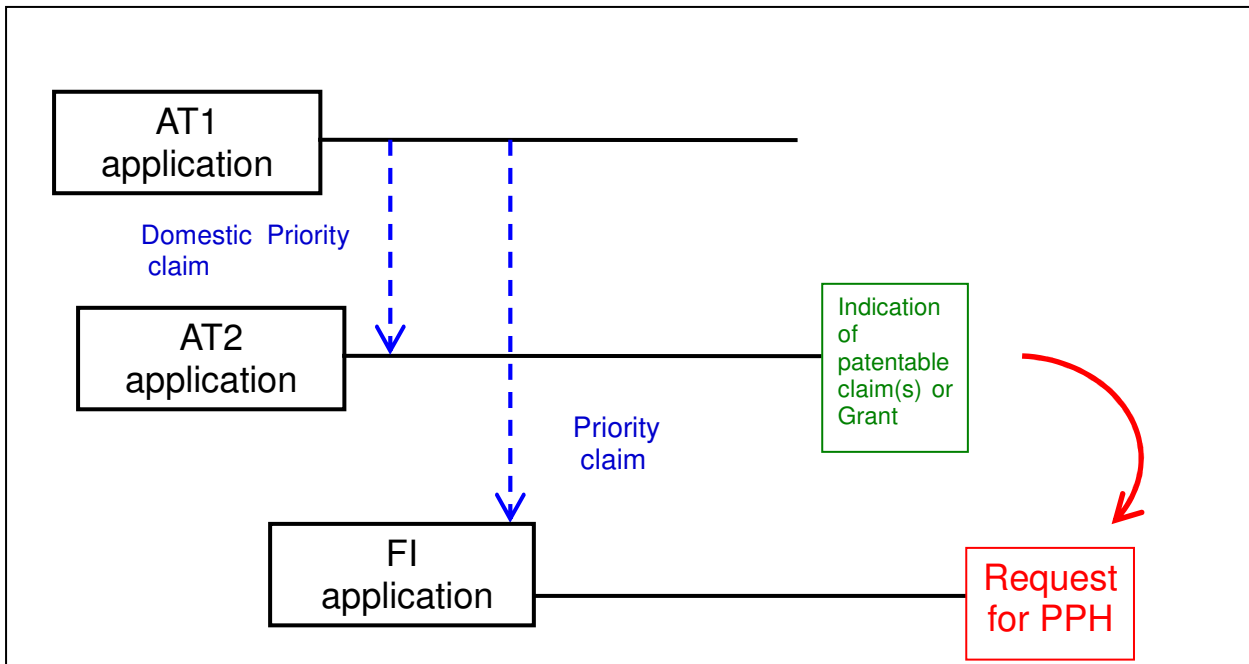 AT1
application
Domestic Priority
claim
AT2
application
Indication
of
patentable
claim(s) or
Grant
Priority
claim
FI
application
Request
for PPH